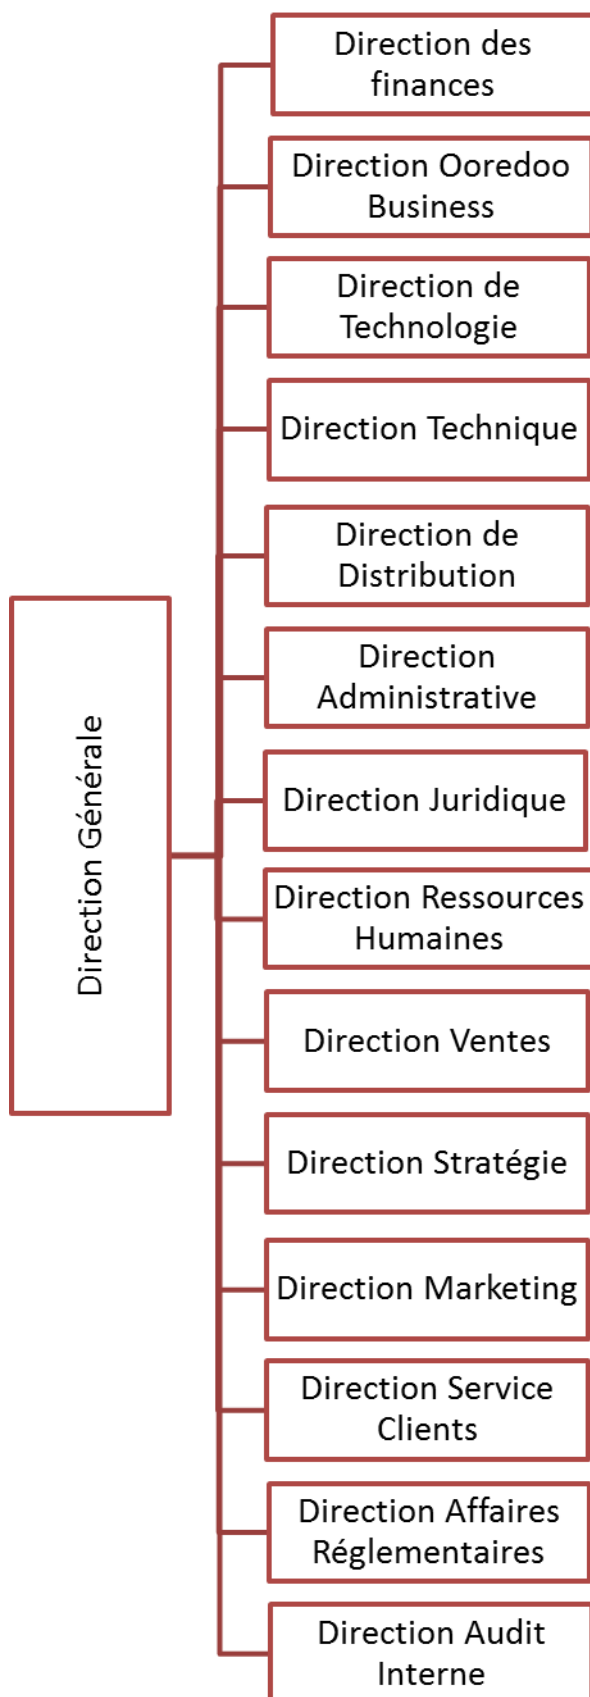 Direction des
finances
Direction Ooredoo
Business
Direction de
Technologie
Direction Technique
Direction de
Distribution
Direction
Administrative
Direction Générale
Direction Juridique
Direction Ressources
Humaines
Direction Ventes
Direction Stratégie
Direction Marketing
Direction Service
Clients
Direction Affaires
Réglementaires
Direction Audit
Interne